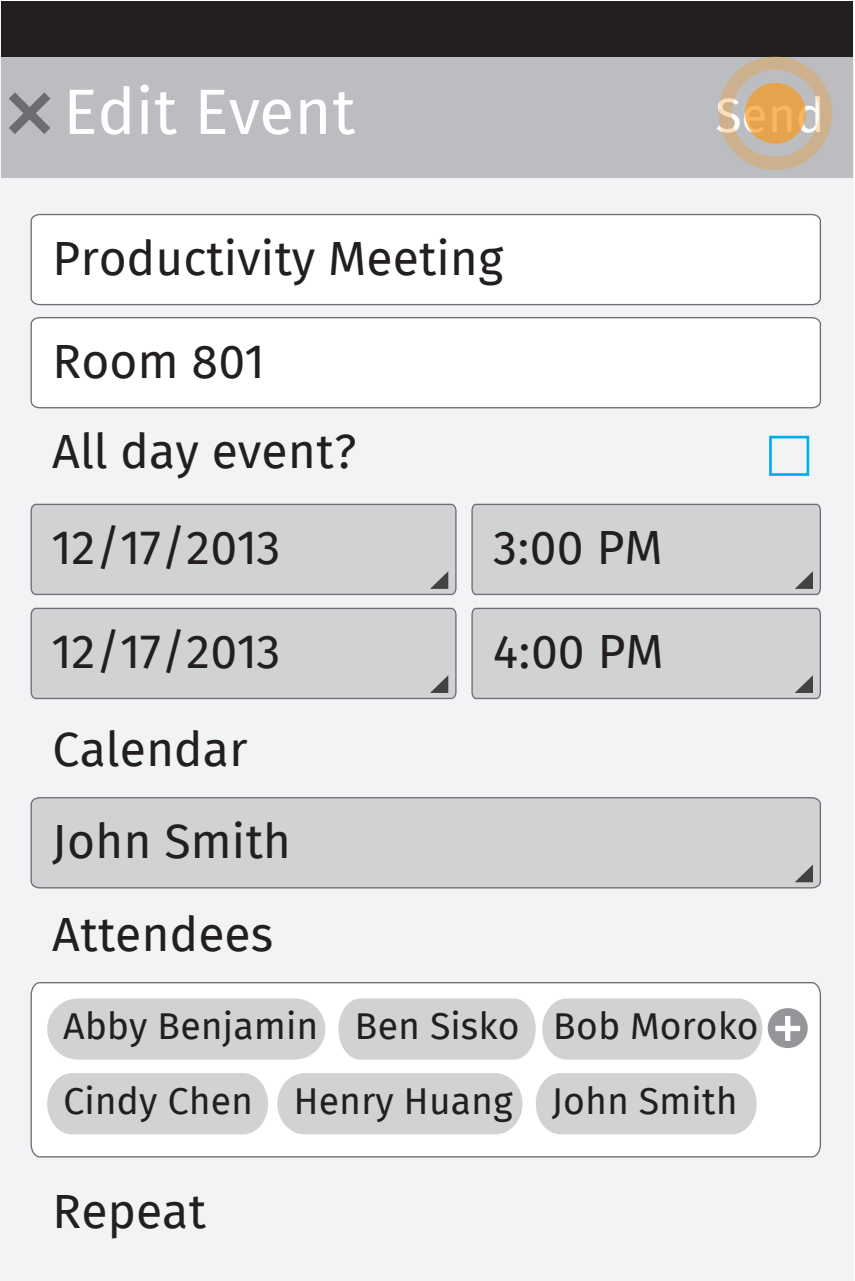 Edit Event
Send
Productivity Meeting
Room 801
All day event?
12/17/2013
3:00 PM
12/17/2013
4:00 PM
Calendar
John Smith
Attendees
Abby Benjamin Ben Sisko Bob Moroko
Cindy Chen Henry Huang John Smith
Repeat